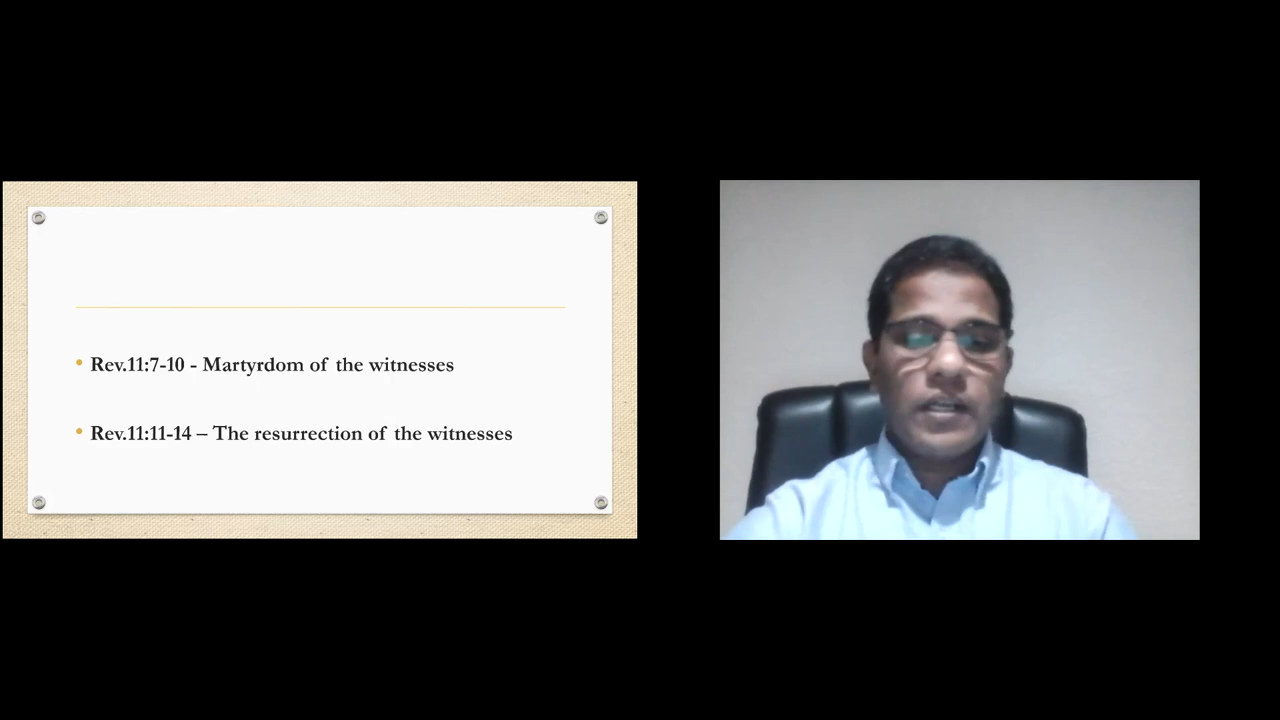 Rev.11:7-10 - Martyrdom of the witnesses
Rev.11:11-14 – The resurrection of the witnesses